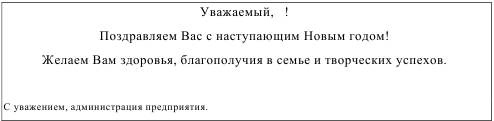 Уважаемый,   !
Поздравляем Вас с наступающим Новым годом!
Желаем Вам здоровья, благополучия в семье и творческих успехов.
С уважением, администрация предприятия.